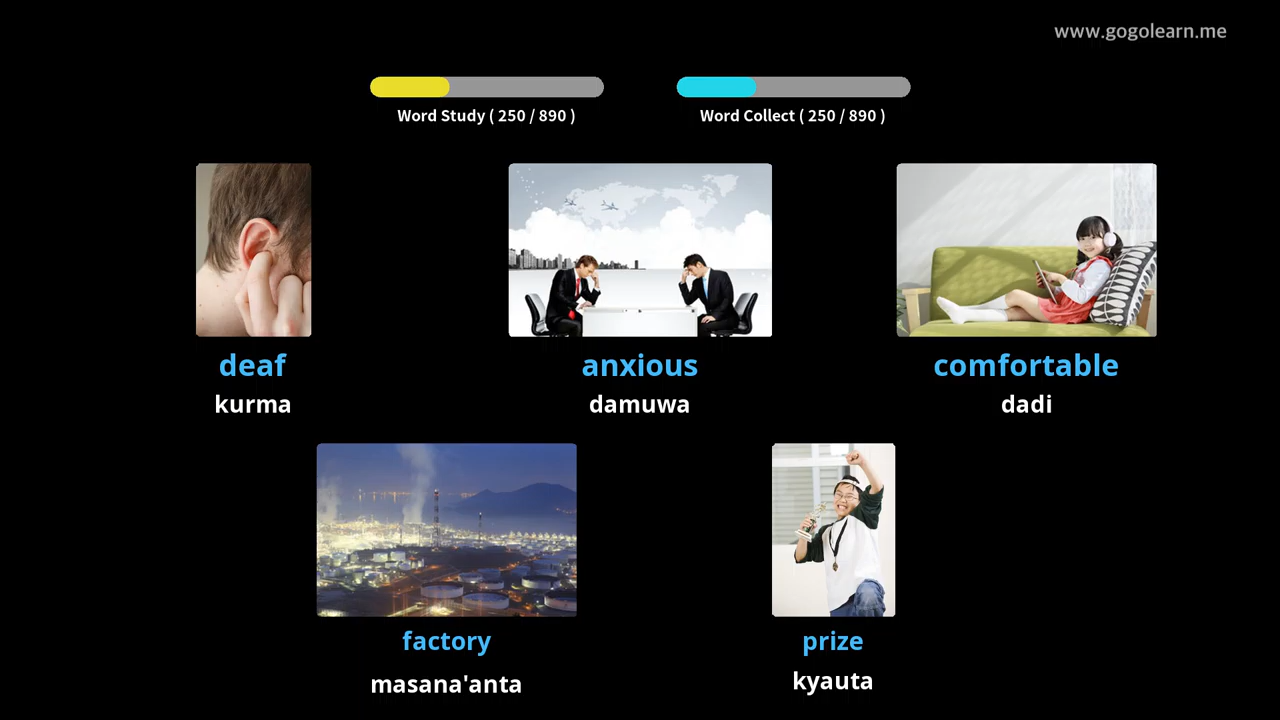 www.gogolearn.me
Word Study ( 250 / 890 )
Word Collect ( 250 / 890 )
deaf
kurma
anxious
damuwa
comfortable
dadi
factory
masana'anta
prize
kyauta